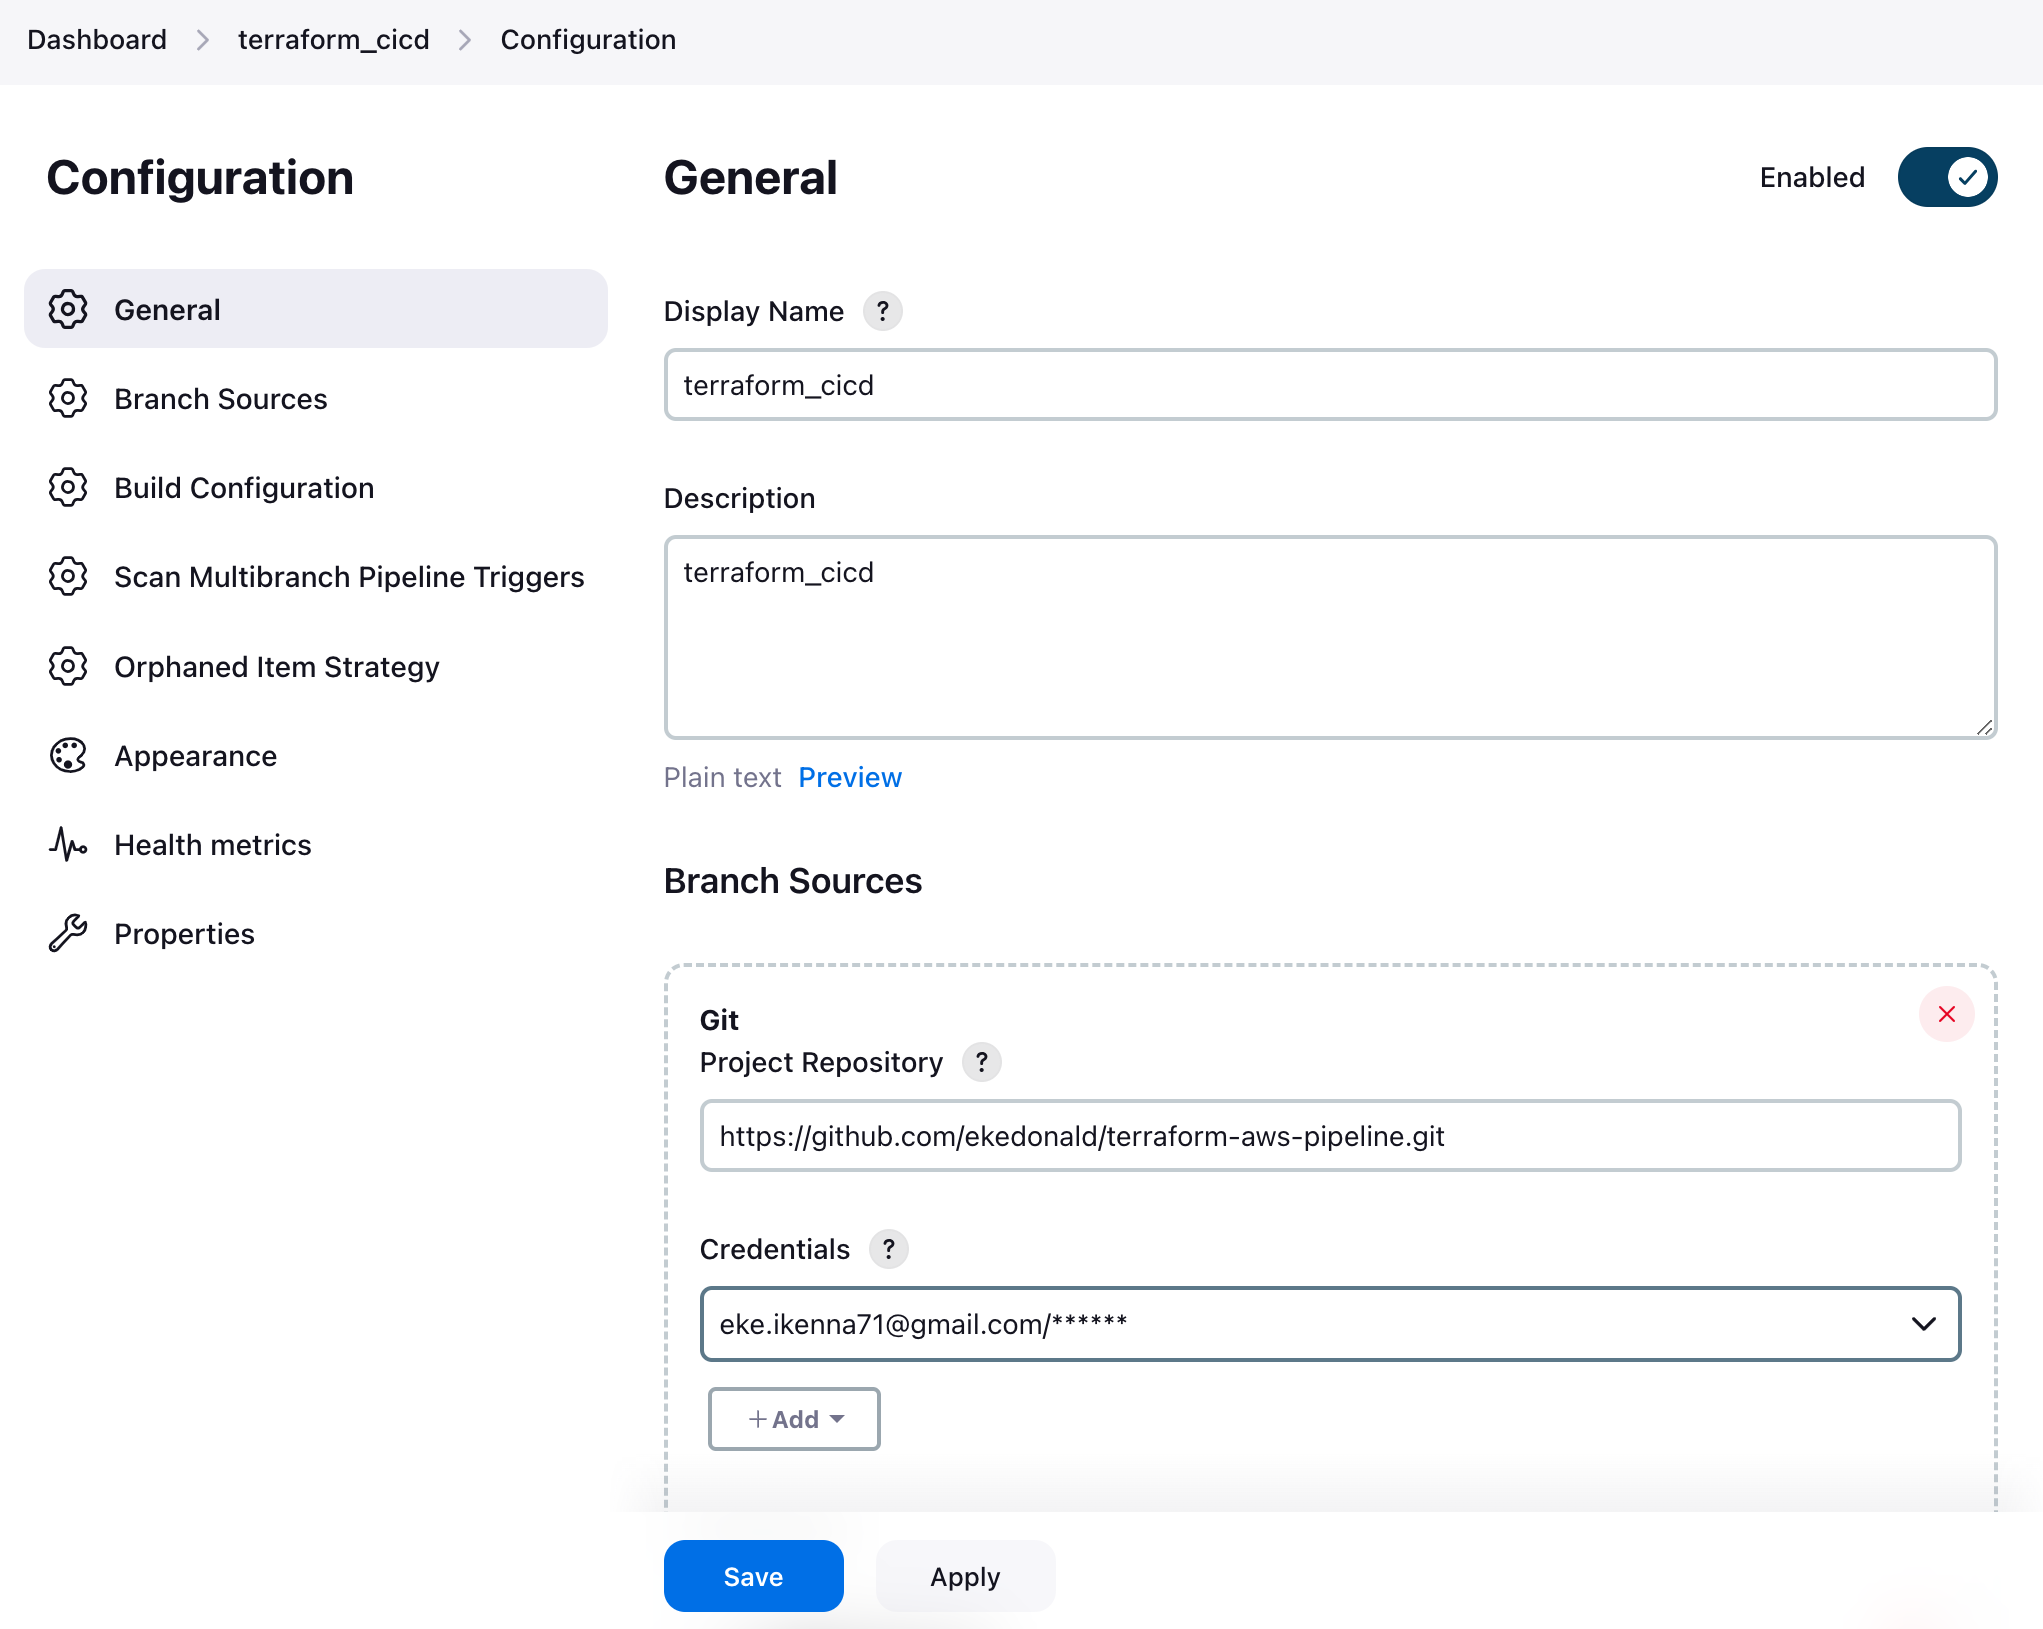 Dashboard > terraform_cicd > Configuration
Configuration
General
Branch Sources
Build Configuration
Scan Multibranch Pipeline Triggers
Orphaned Item Strategy
Appearance
Health metrics
Properties
General
Enabled
Display Name ?
terraform_cicd
Description
terraform_cicd
Plain text Preview
Branch Sources
Git
Project Repository ?
https://github.com/ekedonald/terraform-aws-pipeline.git
Credentials ?
eke.ikenna71@gmail.com/******
+ Add
Save Apply